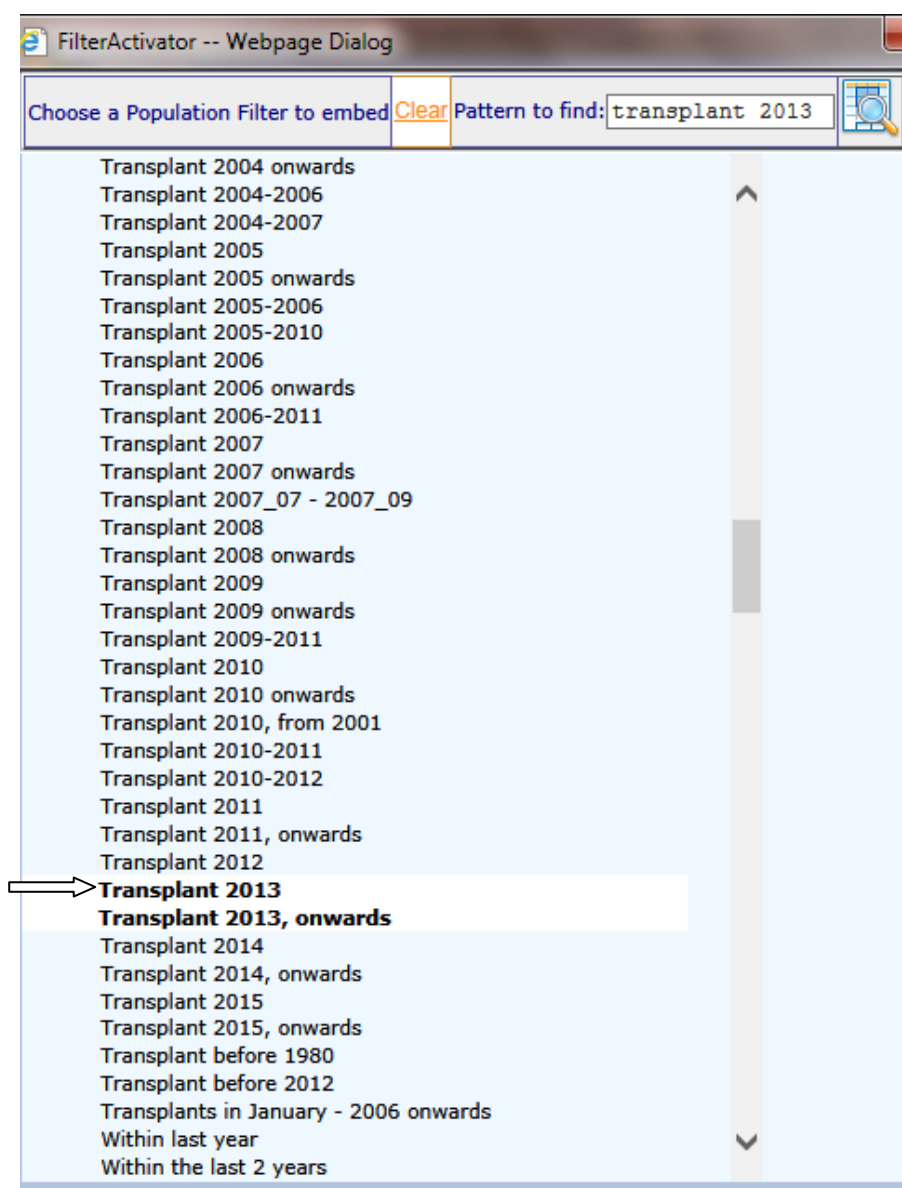 FilterActivator -- Webpage Dialog
Choose a Population Filter to embed Clear Pattern to find: transplant 2013
Transplant 2004 onwards
Transplant 2004-2006
Transplant 2004-2007
Transplant 2005
Transplant 2005 onwards
Transplant 2005-2006
Transplant 2005-2010
Transplant 2006
Transplant 2006 onwards
Transplant 2006-2011
Transplant 2007
Transplant 2007 onwards
Transplant 2007_07 - 2007_09
Transplant 2008
Transplant 2008 onwards
Transplant 2009
Transplant 2009 onwards
Transplant 2009-2011
Transplant 2010
Transplant 2010 onwards
Transplant 2010, from 2001
Transplant 2010-2011
Transplant 2010-2012
Transplant 2011
Transplant 2011, onwards
Transplant 2012
Transplant 2013
Transplant 2013, onwards
Transplant 2014
Transplant 2014, onwards
Transplant 2015
Transplant 2015, onwards
Transplant before 1980
Transplant before 2012
Transplants in January - 2006 onwards
Within last year
Within the last 2 years